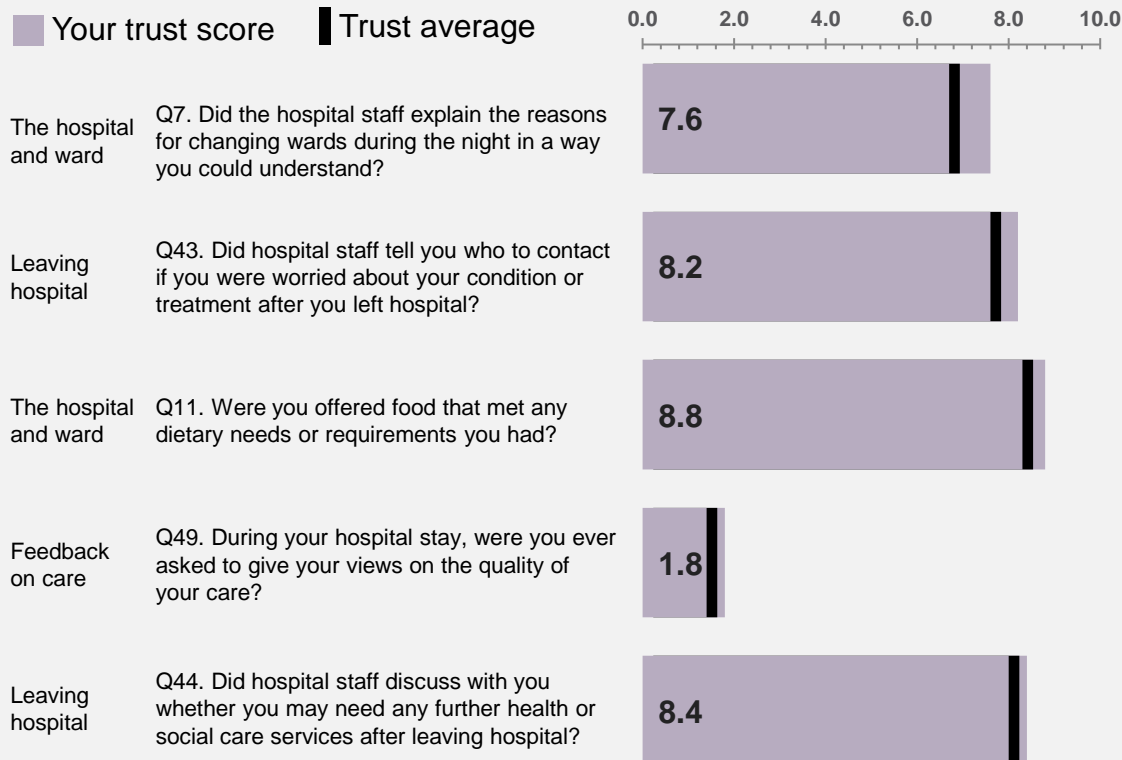 Your trust score
Trust average
0.0 2.0 4.0 6.0 8.0 10.0
The hospital
and ward
Q7. Did the hospital staff explain the reasons
for changing wards during the night in a way
you could understand?
7.6
Leaving
hospital
Q43. Did hospital staff tell you who to contact
if you were worried about your condition or
treatment after you left hospital?
8.2
The hospital
and ward
Q11. Were you offered food that met any
dietary needs or requirements you had?
8.8
Feedback
on care
Q49. During your hospital stay, were you ever
asked to give your views on the quality of
your care?
1.8
Leaving
hospital
Q44. Did hospital staff discuss with you
whether you may need any further health or
social care services after leaving hospital?
8.4